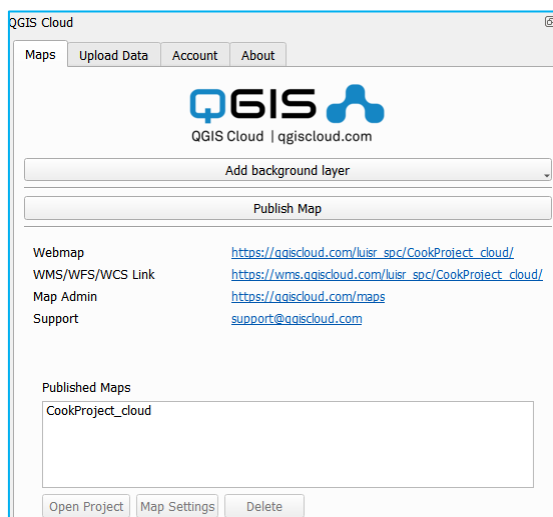 QGIS Cloud
Maps Upload Data Account About
QGIS
QGIS Cloud | qgiscloud.com
Add background layer
Publish Map
Webmap https://qgiscloud.com/luisr_spc/CookProject_cloud/
WMS/WFS/WCS Link https://wms.qgiscloud.com/luisr_spc/CookProject_cloud/
Map Admin https://qgiscloud.com/maps
Support support@qgiscloud.com
Published Maps
CookProject_cloud
Open Project Map Settings Delete